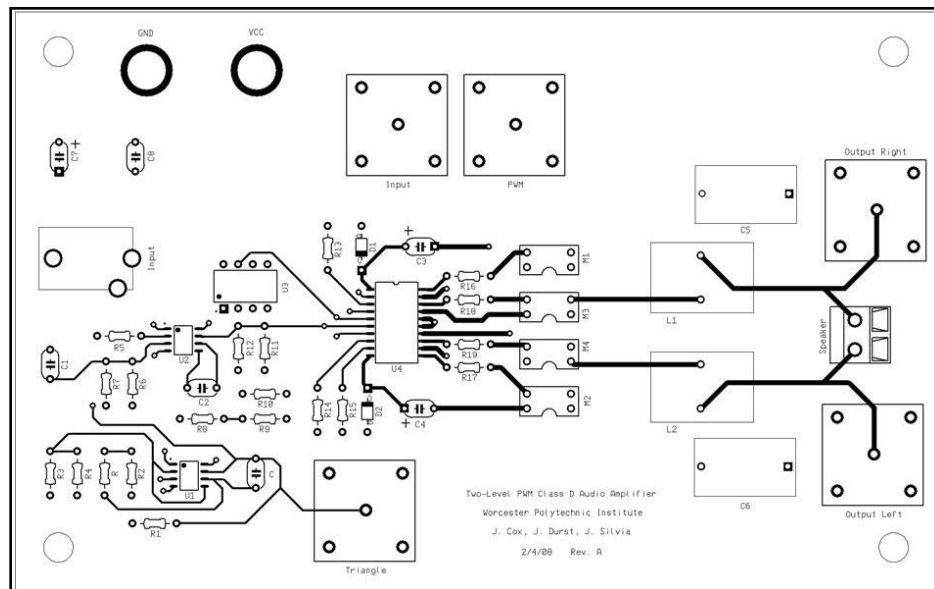 GND
VCC
C7
+
C8
Input
PWM
Output Right
C5
Input
R13
D1
+
C3
M1
U3
R16
R18
M3
L1
Speaker
R5
U2
R12
R11
U4
R19
M4
C1
R7
R6
C2
R10
R17
M2
R14
R15
D2
+
C4
L2
R8
R9
R3
R4
R
R2
U1
C
R1
Triangle
Two-Level PWM Class D Audio Amplifier
Worcester Polytechnic Institute
J. Cox, J. Durst, J. Silvia
2/4/08 Rev. A
C6
Output Left